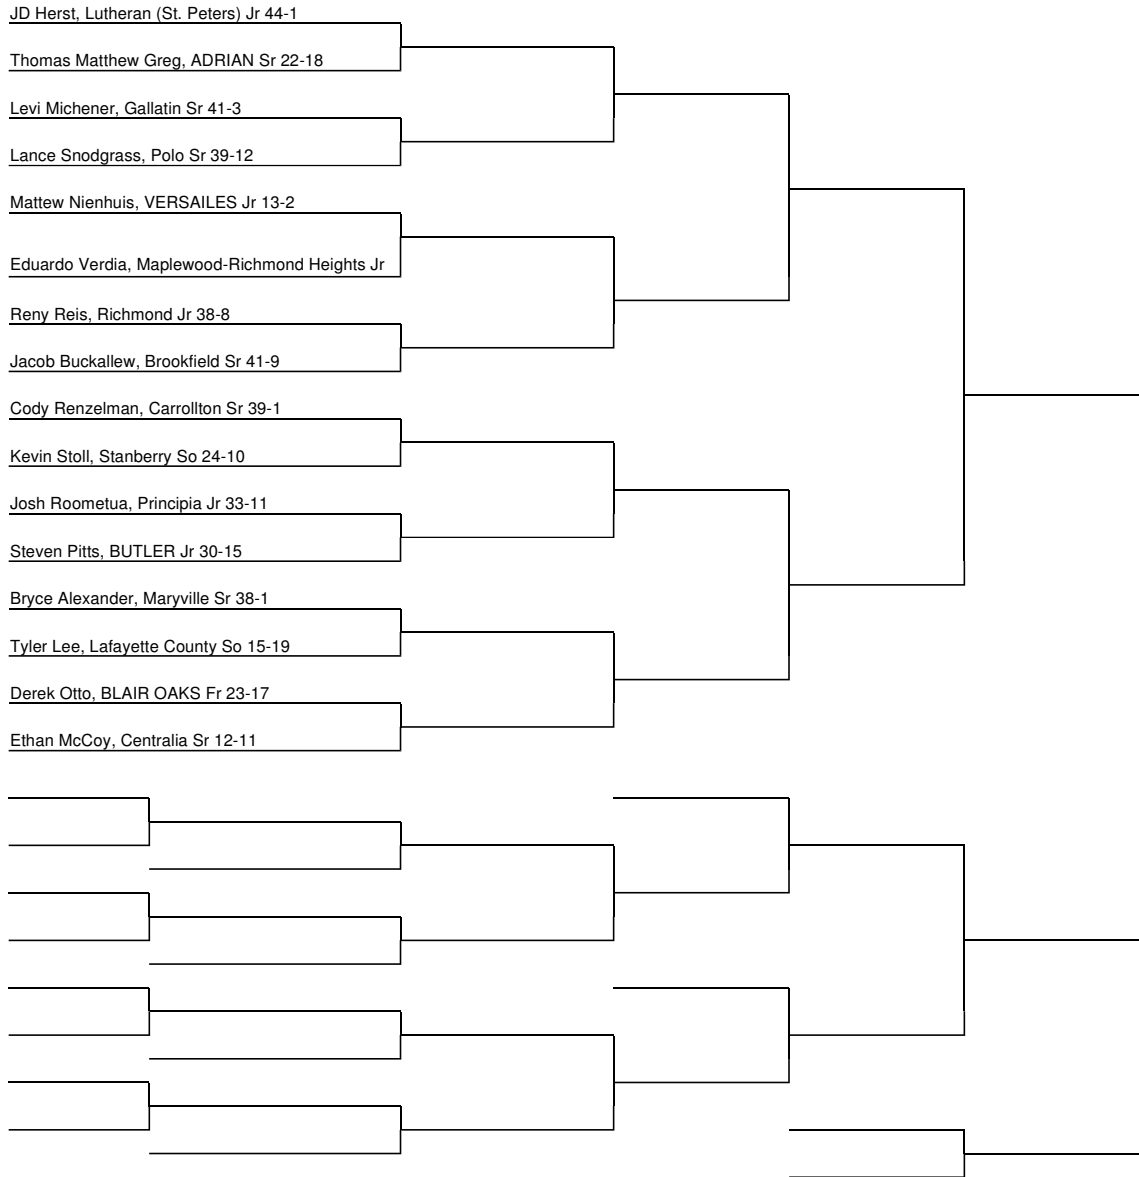 JD Herst, Lutheran (St. Peters) Jr 44-1
Thomas Matthew Greg, ADRIAN Sr 22-18
Levi Michener, Gallatin Sr 41-3
Lance Snodgrass, Polo Sr 39-12
Mattew Nienhuis, VERSAILES Jr 13-2
Eduardo Verdia, Maplewood-Richmond Heights Jr
Reny Reis, Richmond Jr 38-8
Jacob Buckallew, Brookfield Sr 41-9
Cody Renzelman, Carrollton Sr 39-1
Kevin Stoll, Stanberry So 24-10
Josh Roometua, Principia Jr 33-11
Steven Pitts, BUTLER Jr 30-15
Bryce Alexander, Maryville Sr 38-1
Tyler Lee, Lafayette County So 15-19
Derek Otto, BLAIR OAKS Fr 23-17
Ethan McCoy, Centralia Sr 12-11